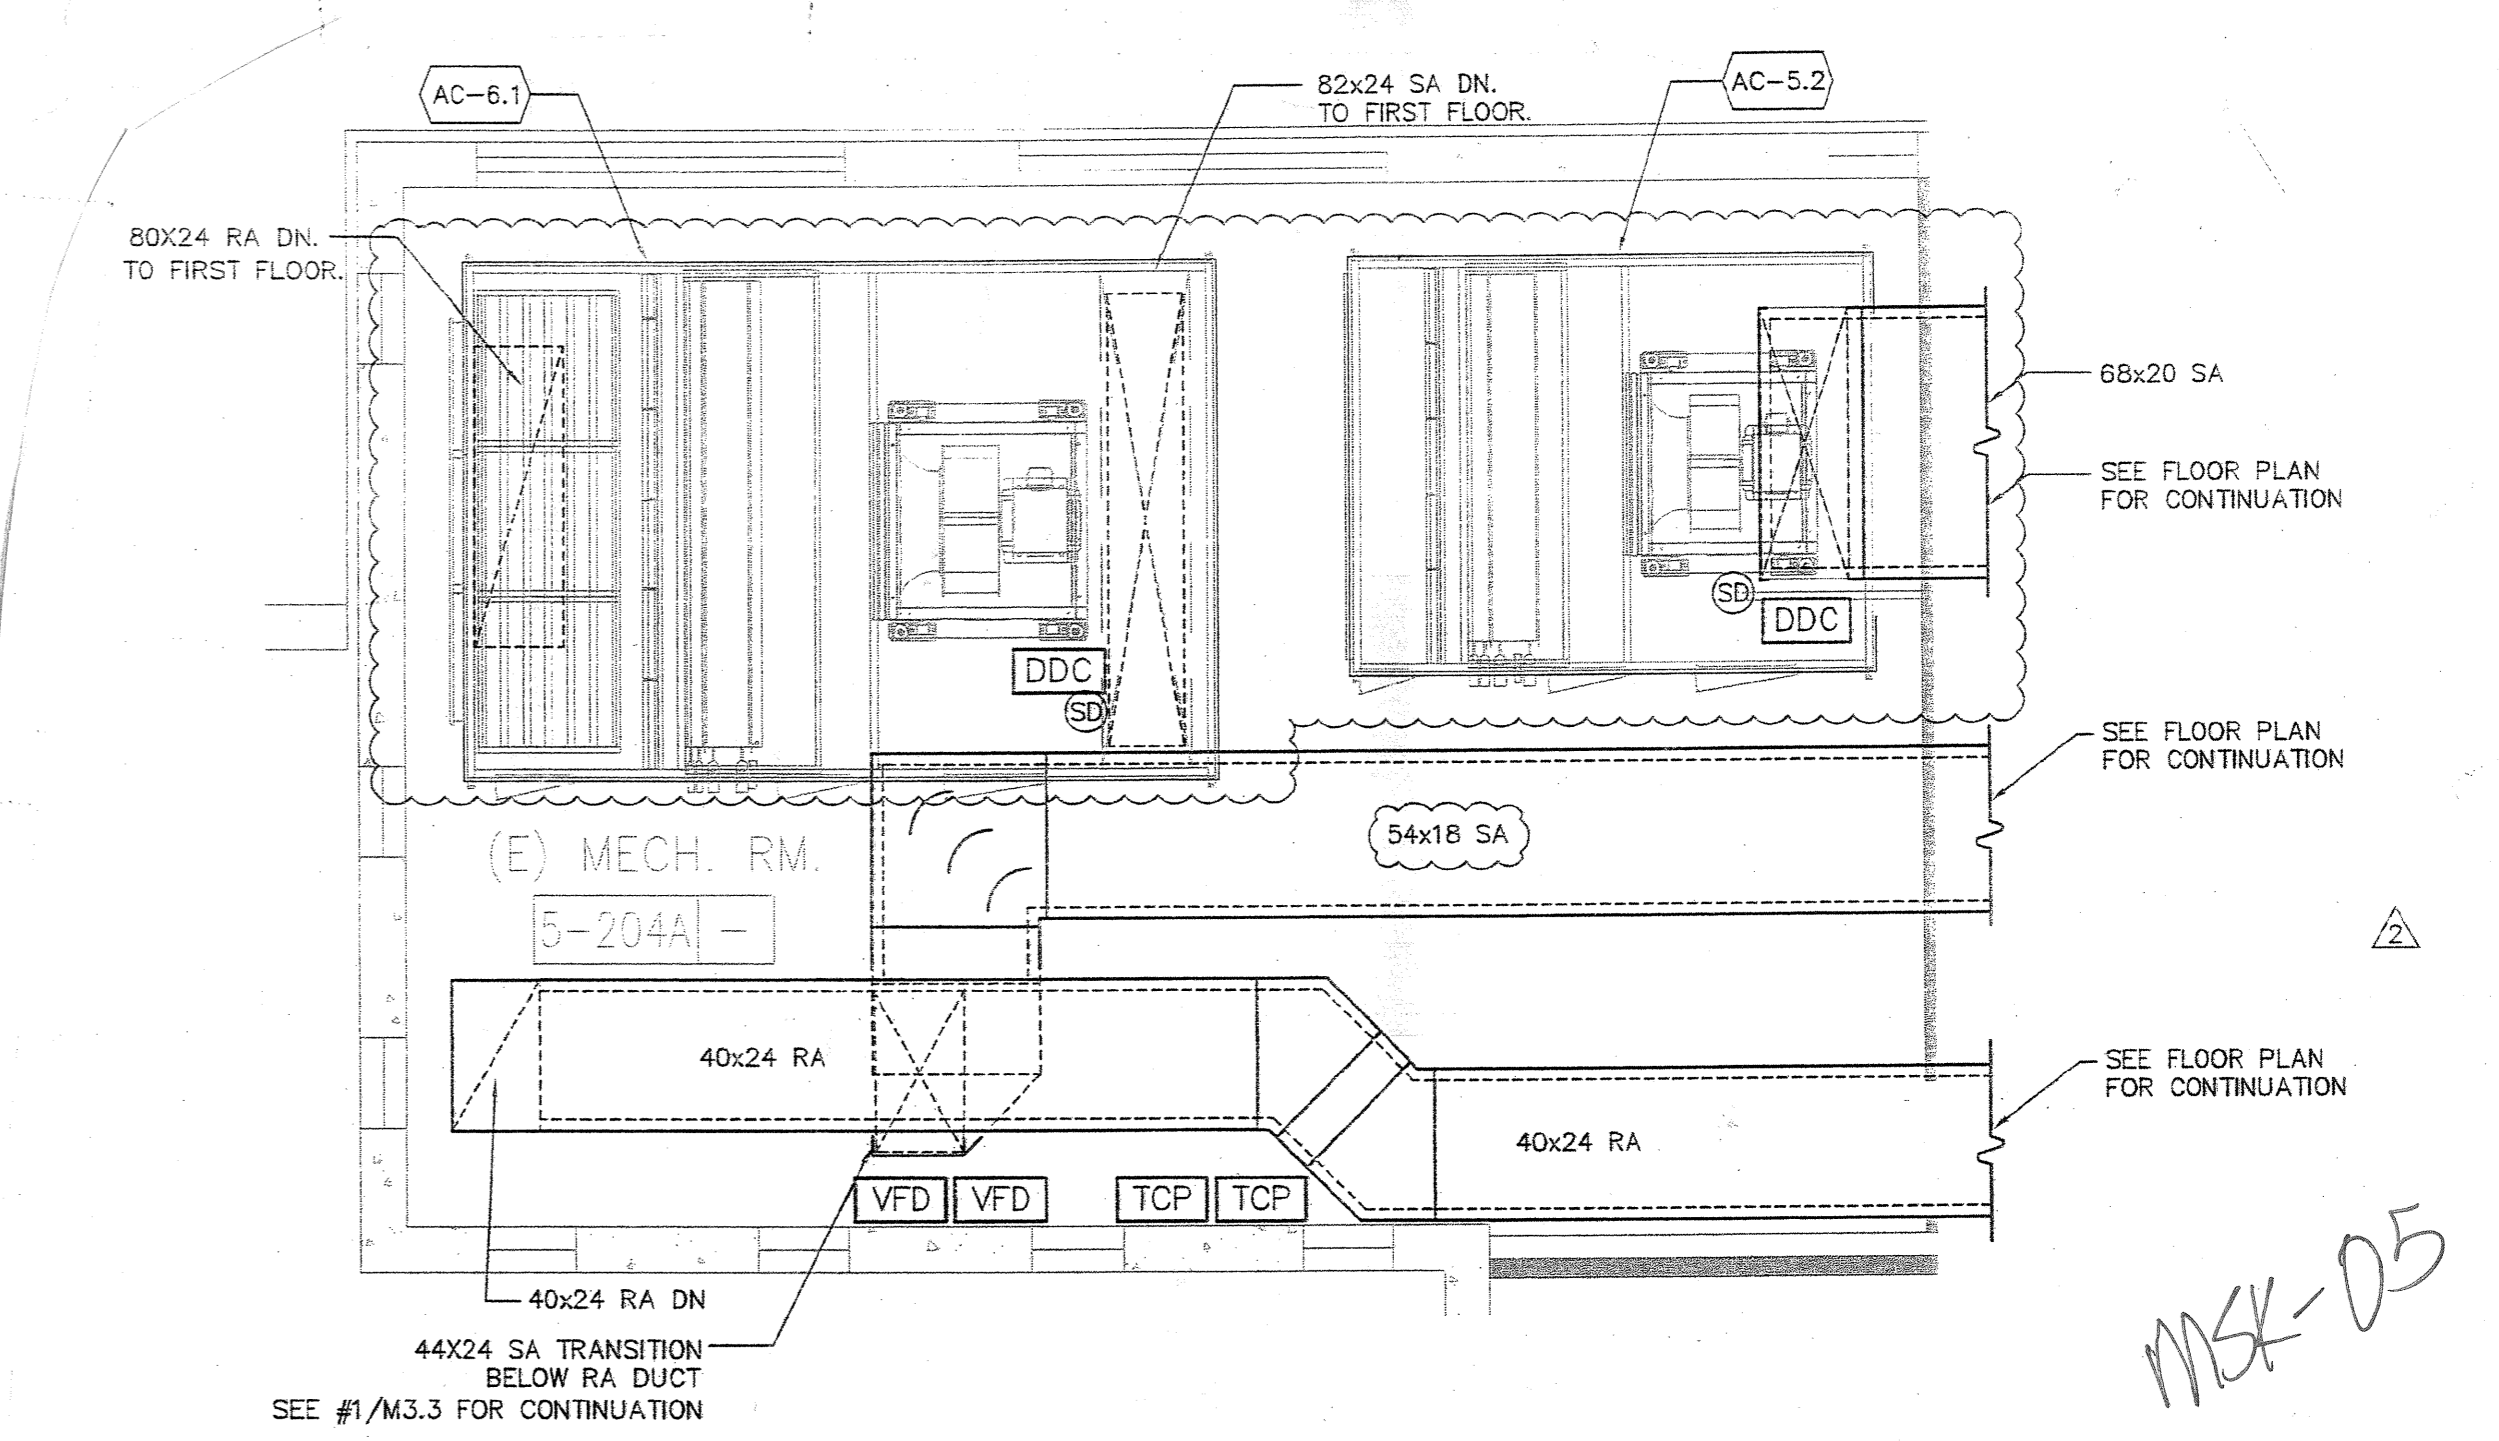 AC-6.1
82x24 SA DN.
TO FIRST FLOOR.
AC-5.2
80X24 RA DN.
TO FIRST FLOOR.
68x20 SA
SEE FLOOR PLAN
FOR CONTINUATION
SD
DDC
DDC
SD
SEE FLOOR PLAN
FOR CONTINUATION
54x18 SA
(E) MECH. RM.
5-204A -
2
40x24 RA
SEE FLOOR PLAN
FOR CONTINUATION
40x24 RA
VFD VFD TCP TCP
40x24 RA DN
44X24 SA TRANSITION
BELOW RA DUCT
SEE #1/M3.3 FOR CONTINUATION
MSK-05